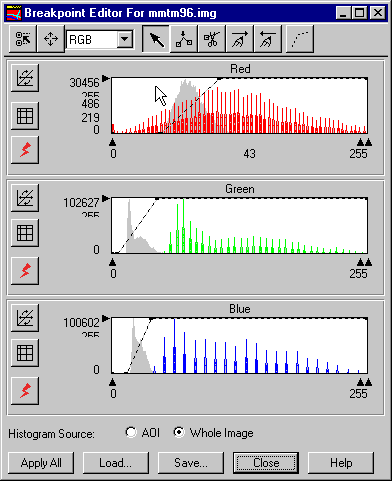 Breakpoint Editor For mmtm96.img
RGB
Red
30456
255
486
219
0
0 43 255
Green
102627
255
0
0 255
Blue
100602
255
0
0 255
Histogram Source: AOI Whole Image
Apply All Load... Save... Close Help